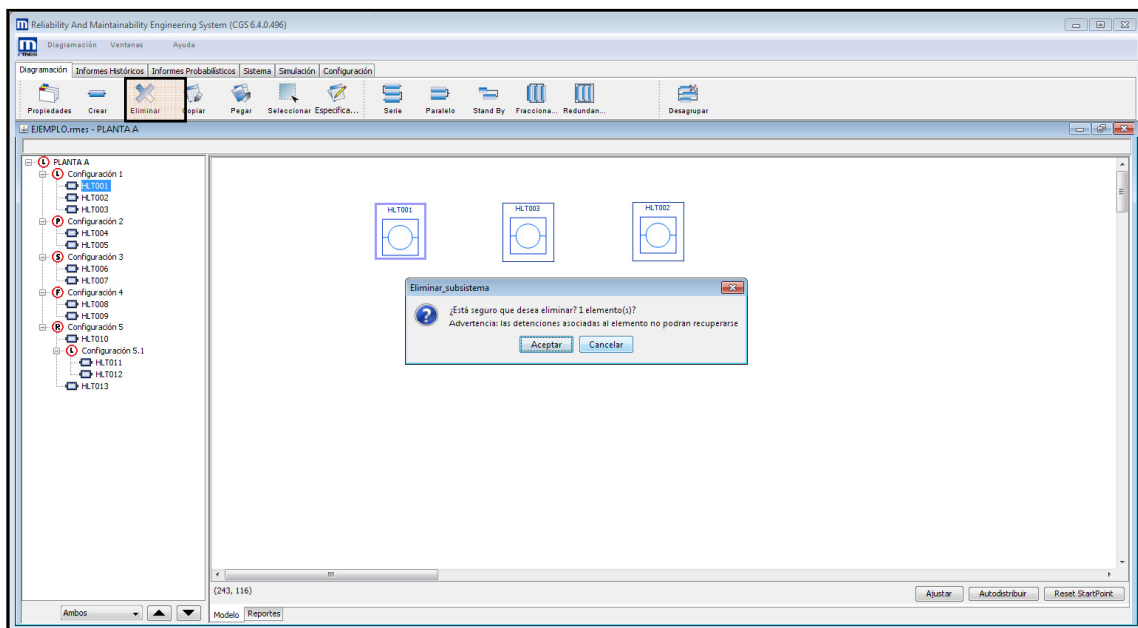 Reliability And Maintainability Engineering System (CGS 6.4.0.496)
rmes Diagramación Ventanas Ayuda
Diagramación Informes Históricos Informes Probabilísticos Sistema Simulación Configuración
Propiedades Crear Eliminar Copiar Pegar Seleccionar Especifica... Serie Paralelo Stand By Fracciona... Redundan... Desagrupar
EJEMPLO.rmes - PLANTA A
L PLANTA A
L Configuración 1
HLT001
HLT002
HLT003
P Configuración 2
HLT004
HLT005
S Configuración 3
HLT006
HLT007
F Configuración 4
HLT008
HLT009
R Configuración 5
HLT010
L Configuración 5.1
HLT011
HLT012
HLT013
HLT001 HLT003 HLT002
Eliminar_subsistema
¿Está seguro que desea eliminar? 1 elemento(s)?
Advertencia: las detenciones asociadas al elemento no podran recuperarse
Aceptar Cancelar
(243, 116)
Ajustar Autodistribuir Reset StartPoint
Ambos
Modelo Reportes